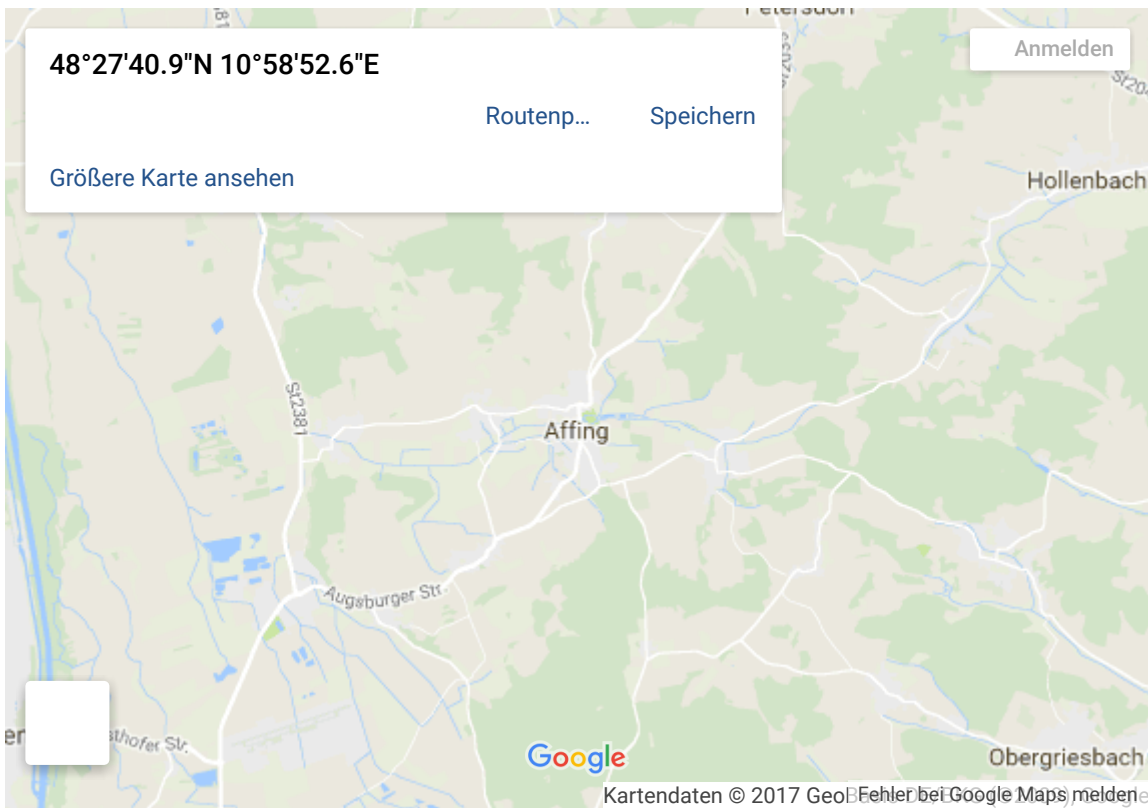 Petersdorf
48°27'40.9"N 10°58'52.6"E
Anmelden
Routenp...
Speichern
Größere Karte ansehen
Hollenbach
St2381
Affing
Augsburger Str.
Obergriesbach
Google
Kartendaten © 2017 Geo
Fehler bei Google Maps melden